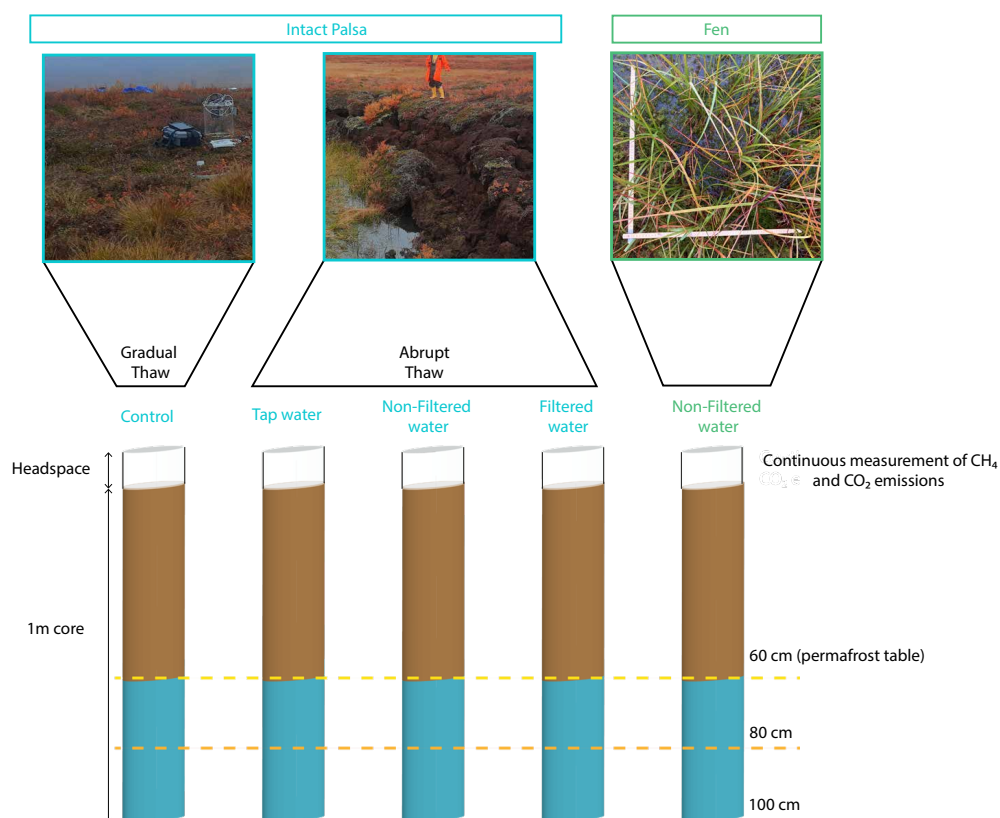 Intact Palsa
Fen
Gradual
Thaw
Abrupt
Thaw
Control
Tap water
Non-Filtered
water
Filtered
water
Non-Filtered
water
Headspace
Continuous measurement of CH₄
and CO₂ emissions
1m core
60 cm (permafrost table)
80 cm
100 cm